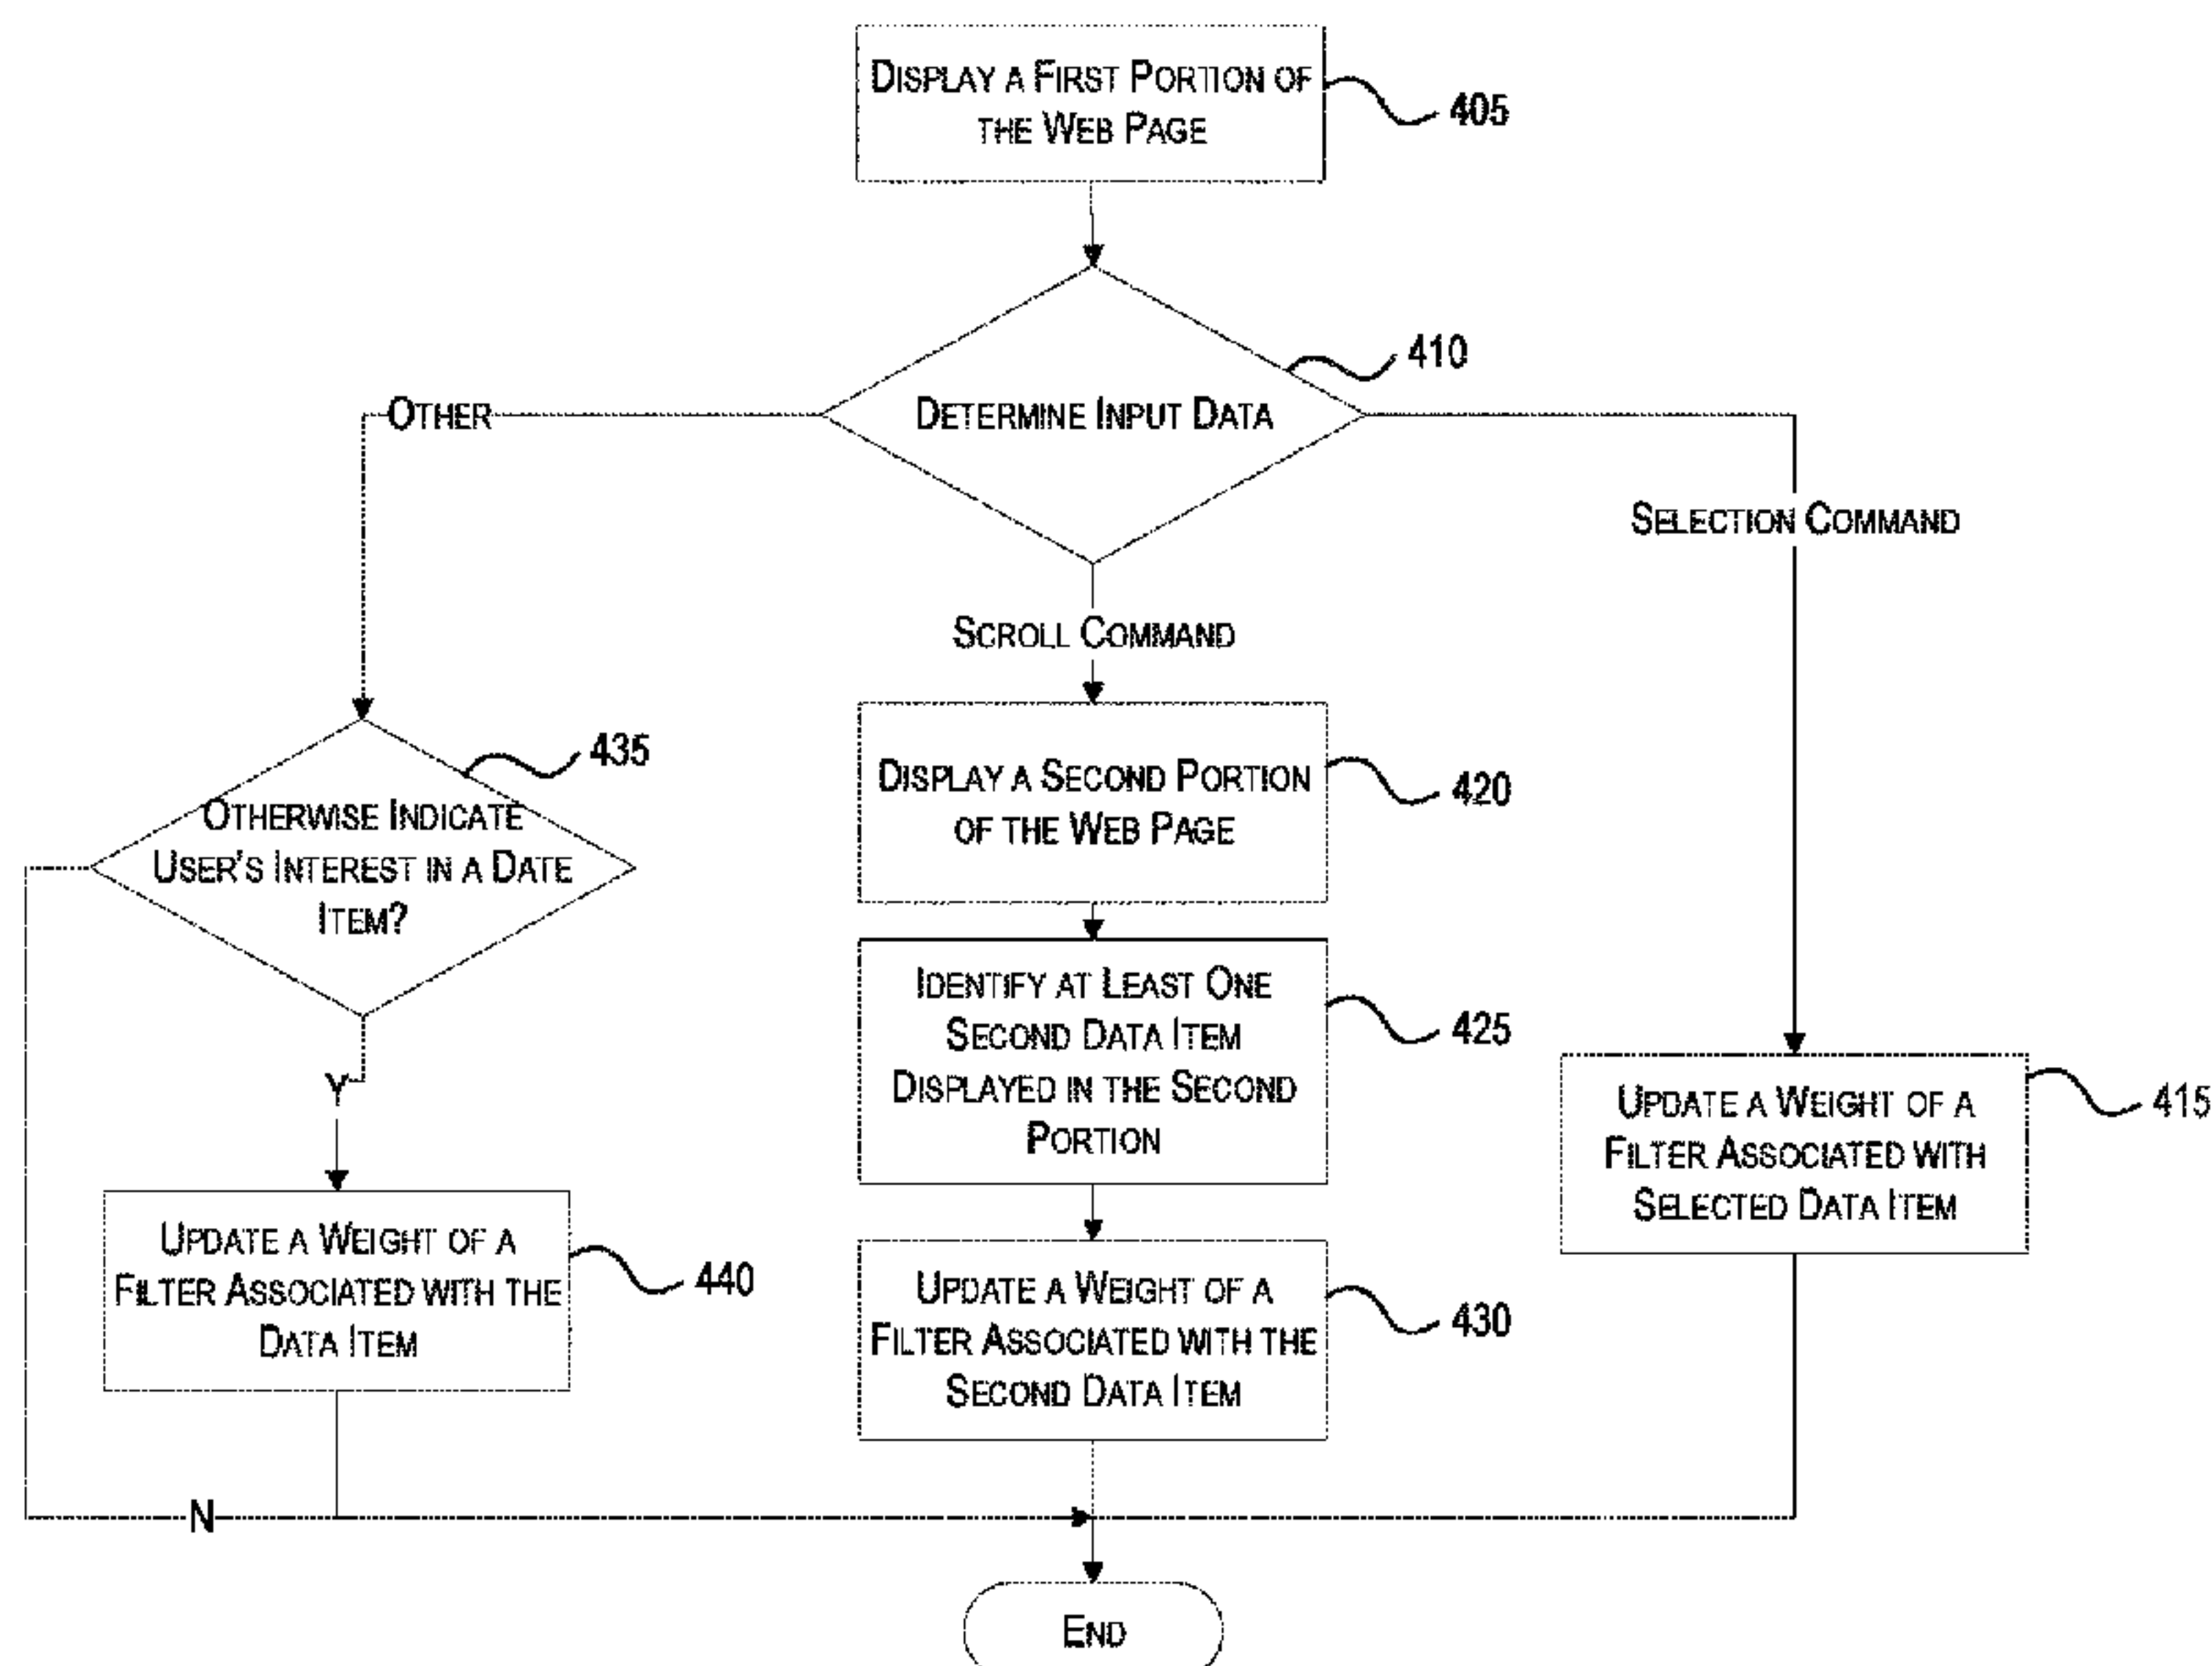 DISPLAY A FIRST PORTION OF
THE WEB PAGE
405
410
DETERMINE INPUT DATA
OTHER
SELECTION COMMAND
SCROLL COMMAND
435
OTHERWISE INDICATE
USER'S INTEREST IN A DATE
ITEM?
DISPLAY A SECOND PORTION
OF THE WEB PAGE
420
IDENTIFY AT LEAST ONE
SECOND DATA ITEM
DISPLAYED IN THE SECOND
PORTION
425
UPDATE A WEIGHT OF A
FILTER ASSOCIATED WITH
SELECTED DATA ITEM
415
Y
UPDATE A WEIGHT OF A
FILTER ASSOCIATED WITH THE
DATA ITEM
440
UPDATE A WEIGHT OF A
FILTER ASSOCIATED WITH THE
SECOND DATA ITEM
430
N
END